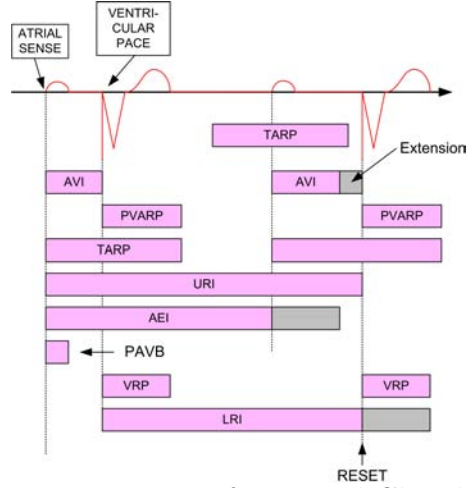 VENTRI-
CULAR
PACE
ATRIAL
SENSE
TARP
Extension
AVI
AVI
PVARP
PVARP
TARP
URI
AEI
PAVB
VRP
VRP
LRI
RESET